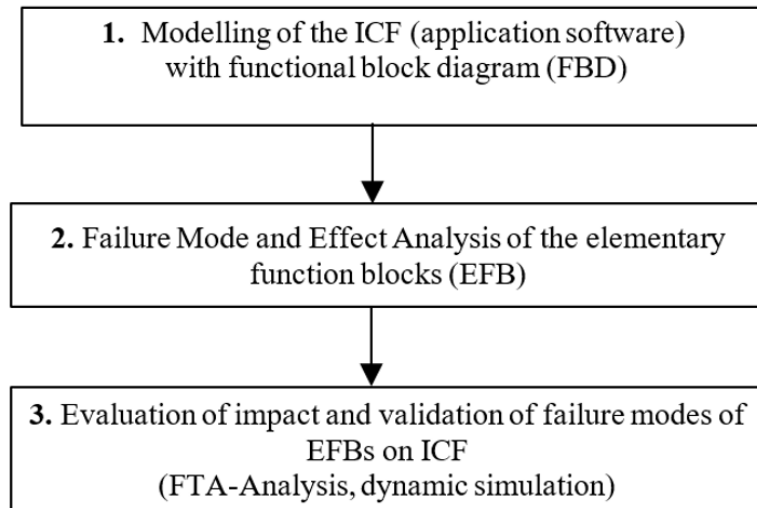 1. Modelling of the ICF (application software)
with functional block diagram (FBD)
2. Failure Mode and Effect Analysis of the elementary
function blocks (EFB)
3. Evaluation of impact and validation of failure modes of
EFBs on ICF
(FTA-Analysis, dynamic simulation)